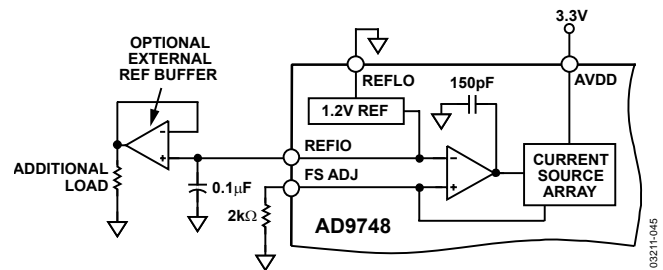 3.3V
OPTIONAL
EXTERNAL
REF BUFFER
REFLO
150pF
AVDD
1.2V REF
–
+
REFIO
–
+
CURRENT
SOURCE
ARRAY
ADDITIONAL
LOAD
0.1μF
FS ADJ
2kΩ
AD9748
03211-045